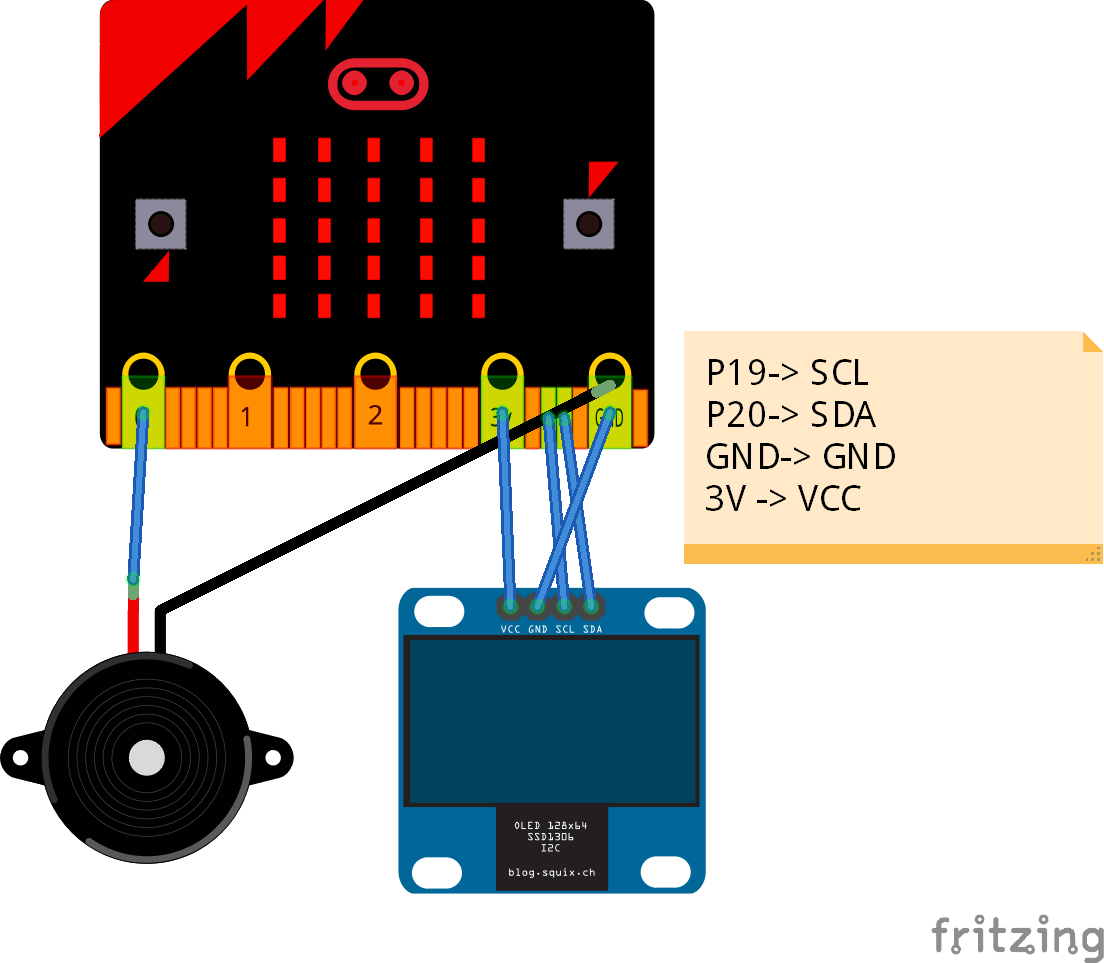 0
1
2
3V
GND
P19-> SCL
P20-> SDA
GND-> GND
3V -> VCC
VCC GND SCL SDA
OLED 128x64
SSD1306
I2C
blog.squix.ch
fritzing